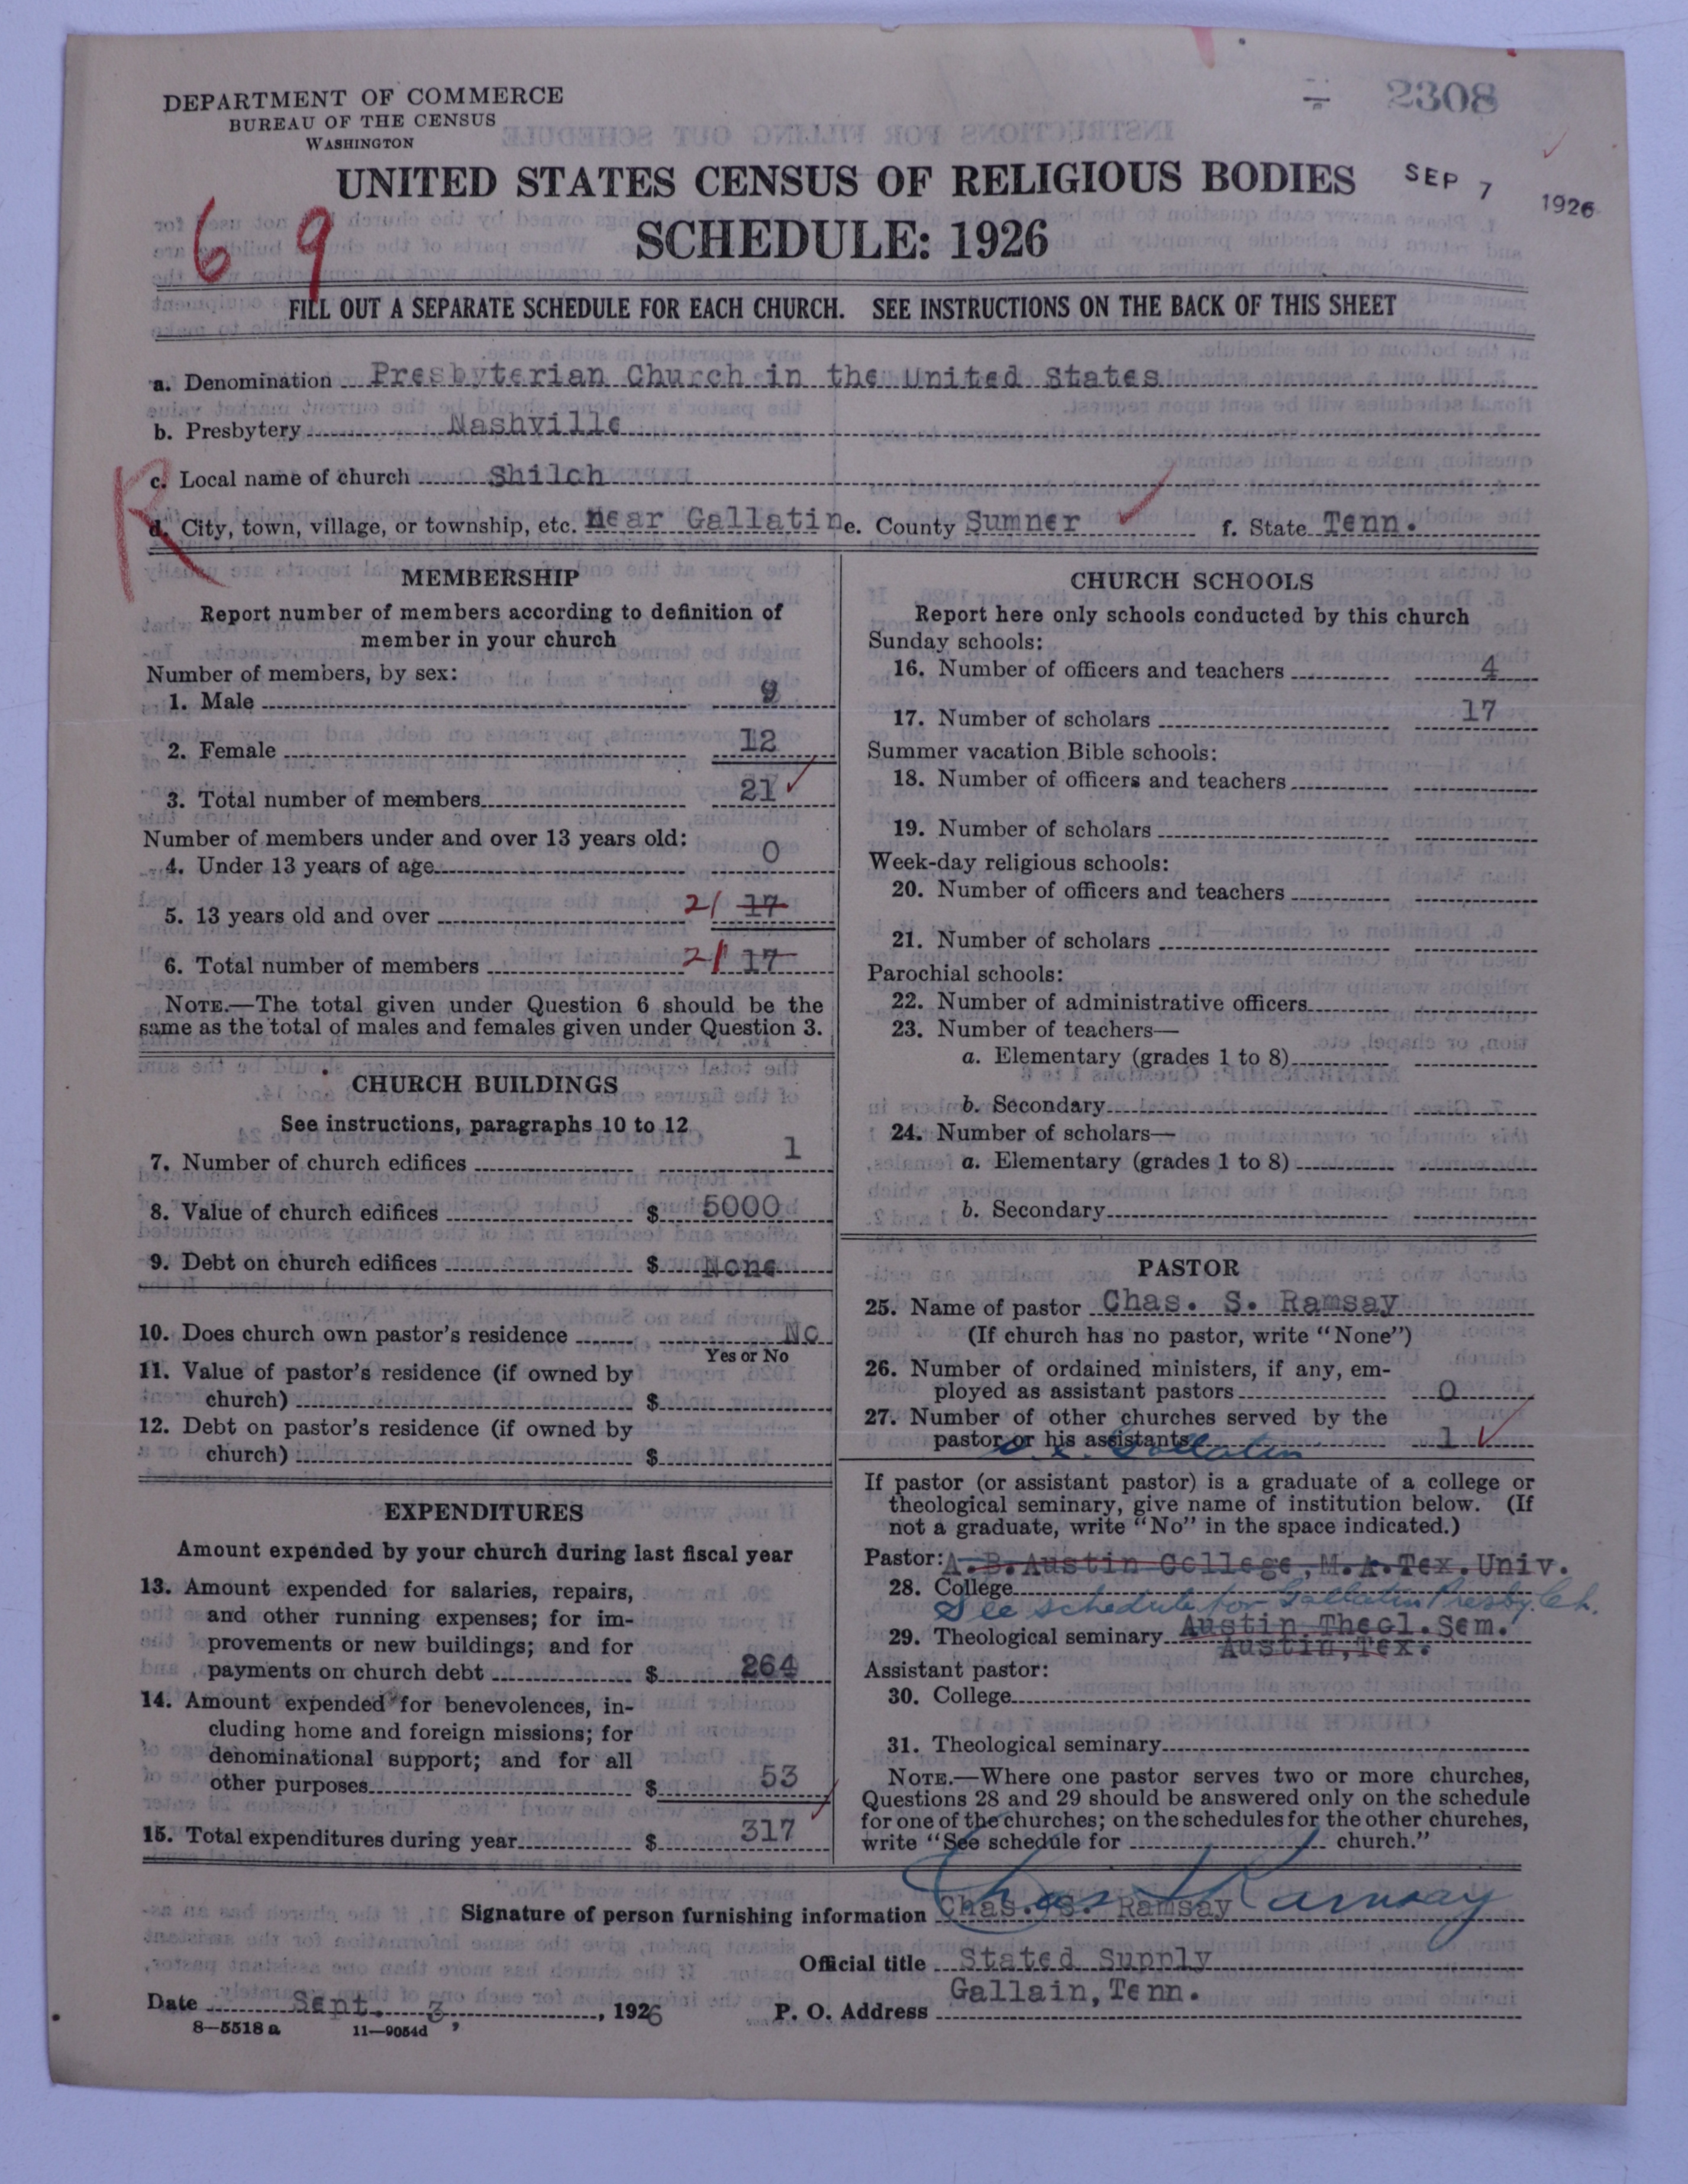 DEPARTMENT OF COMMERCE
BUREAU OF THE CENSUS
WASHINGTON
2308
UNITED STATES CENSUS OF RELIGIOUS BODIES
SEP 7 1926
SCHEDULE: 1926
6 9
FILL OUT A SEPARATE SCHEDULE FOR EACH CHURCH. SEE INSTRUCTIONS ON THE BACK OF THIS SHEET
a. Denomination Presbyterian Church in the United States
b. Presbytery Nashville
R
c. Local name of church Shiloh
d. City, town, village, or township, etc. near Gallatin e. County Sumner f. State Tenn.
MEMBERSHIP
Report number of members according to definition of
member in your church
Number of members, by sex:
1. Male 9
2. Female 12
3. Total number of members 21
Number of members under and over 13 years old:
4. Under 13 years of age 0
5. 13 years old and over 21 17
6. Total number of members 21 17
NOTE.—The total given under Question 6 should be the
same as the total of males and females given under Question 3.
CHURCH BUILDINGS
See instructions, paragraphs 10 to 12
7. Number of church edifices 1
8. Value of church edifices $ 5000
9. Debt on church edifices $ None
10. Does church own pastor's residence No
Yes or No
11. Value of pastor's residence (if owned by
church) $
12. Debt on pastor's residence (if owned by
church) $
EXPENDITURES
Amount expended by your church during last fiscal year
13. Amount expended for salaries, repairs,
and other running expenses; for im-
provements or new buildings; and for
payments on church debt $ 264
14. Amount expended for benevolences, in-
cluding home and foreign missions; for
denominational support; and for all
other purposes $ 53
15. Total expenditures during year $ 317
CHURCH SCHOOLS
Report here only schools conducted by this church
Sunday schools:
16. Number of officers and teachers 4
17. Number of scholars 17
Summer vacation Bible schools:
18. Number of officers and teachers
19. Number of scholars
Week-day religious schools:
20. Number of officers and teachers
21. Number of scholars
Parochial schools:
22. Number of administrative officers
23. Number of teachers—
a. Elementary (grades 1 to 8)
b. Secondary
24. Number of scholars—
a. Elementary (grades 1 to 8)
b. Secondary
PASTOR
25. Name of pastor Chas. S. Ramsay
(If church has no pastor, write "None")
26. Number of ordained ministers, if any, em-
ployed as assistant pastors 0
27. Number of other churches served by the
pastor or his assistants 1
Gallatin
If pastor (or assistant pastor) is a graduate of a college or
theological seminary, give name of institution below. (If
not a graduate, write "No" in the space indicated.)
Pastor: A.B. Austin College, M.A. Tex. Univ.
28. College
See schedule for Gallatin Presby. Ch.
29. Theological seminary Austin Theol. Sem.
Austin, Tex.
Assistant pastor:
30. College
31. Theological seminary
NOTE.—Where one pastor serves two or more churches,
Questions 28 and 29 should be answered only on the schedule
for one of the churches; on the schedules for the other churches,
write "See schedule for church."
Chas S Ramsay
Signature of person furnishing information Chas. S. Ramsay
Official title Stated Supply
Date Sept. 3, 1926
P. O. Address Gallain, Tenn.
8—5518 a 11—9054d